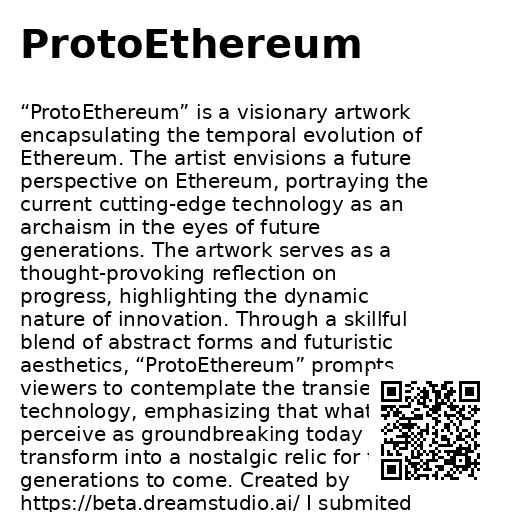 ProtoEthereum
“ProtoEthereum” is a visionary artwork
encapsulating the temporal evolution of
Ethereum. The artist envisions a future
perspective on Ethereum, portraying the
current cutting-edge technology as an
archaism in the eyes of future
generations. The artwork serves as a
thought-provoking reflection on
progress, highlighting the dynamic
nature of innovation. Through a skillful
blend of abstract forms and futuristic
aesthetics, “ProtoEthereum” prompts
viewers to contemplate the
technology, emphasizing that what
perceive as groundbreaking today
transform into a nostalgic relic for
generations to come. Created by
https://beta.dreamstudio.ai/ I submited